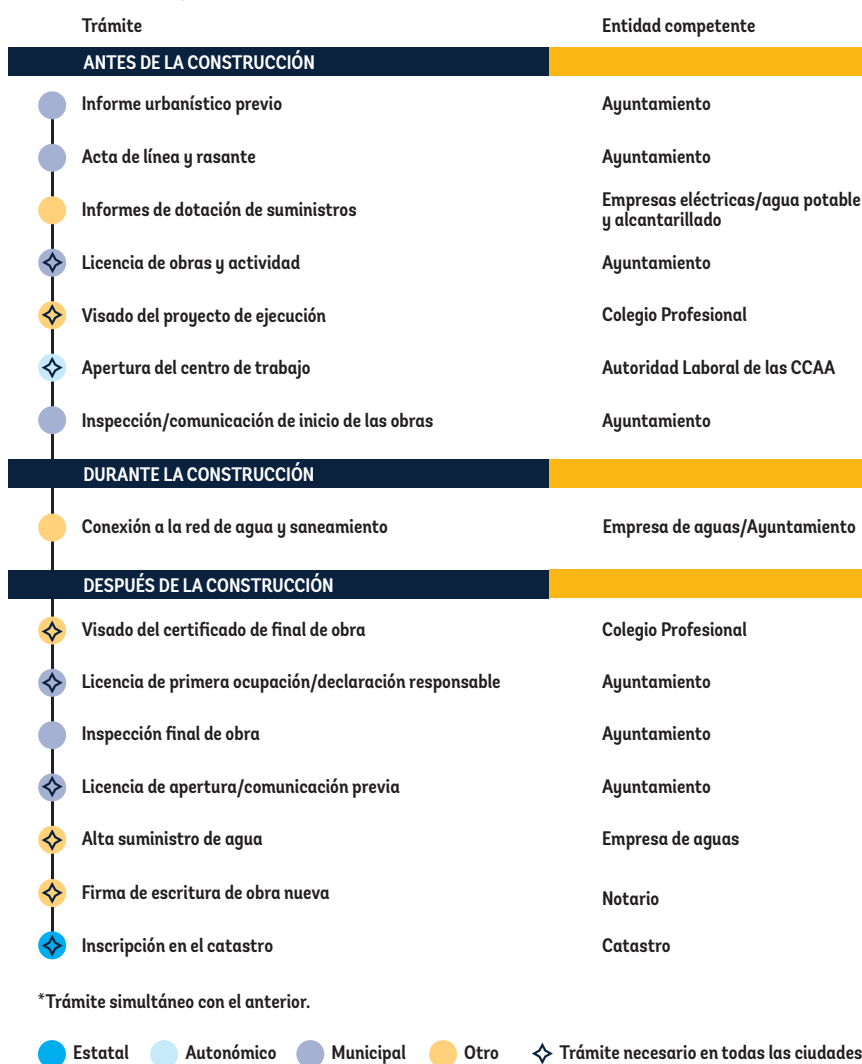 Trámite Entidad competente
ANTES DE LA CONSTRUCCIÓN
Informe urbanístico previo Ayuntamiento
Acta de línea y rasante Ayuntamiento
Informes de dotación de suministros Empresas eléctricas/agua potable
y alcantarillado
Licencia de obras y actividad Ayuntamiento
Visado del proyecto de ejecución Colegio Profesional
Apertura del centro de trabajo Autoridad Laboral de las CCAA
Inspección/comunicación de inicio de las obras Ayuntamiento
DURANTE LA CONSTRUCCIÓN
Conexión a la red de agua y saneamiento Empresa de aguas/Ayuntamiento
DESPUÉS DE LA CONSTRUCCIÓN
Visado del certificado de final de obra Colegio Profesional
Licencia de primera ocupación/declaración responsable Ayuntamiento
Inspección final de obra Ayuntamiento
Licencia de apertura/comunicación previa Ayuntamiento
Alta suministro de agua Empresa de aguas
Firma de escritura de obra nueva Notario
Inscripción en el catastro Catastro
*Trámite simultáneo con el anterior.
Estatal Autonómico Municipal Otro Trámite necesario en todas las ciudades